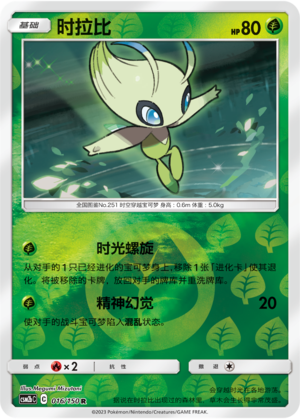 基础 时拉比 HP80
全国图鉴No.251 时空穿越宝可梦 身高：0.6m 体重：5.0kg
时光螺旋
从对手的1只已经进化的宝可梦身上，移除1张「进化卡」使其退
化。将被移除的卡牌，放回对手的牌库并重洗牌库。
精神幻觉 20
使对手的战斗宝可梦陷入混乱状态。
弱点 ×2 抗性 撤退
Illus. Megumi Mizutani
CSM2b C C 016/150 R
©2023 Pokémon/Nintendo/Creatures/GAME FREAK.